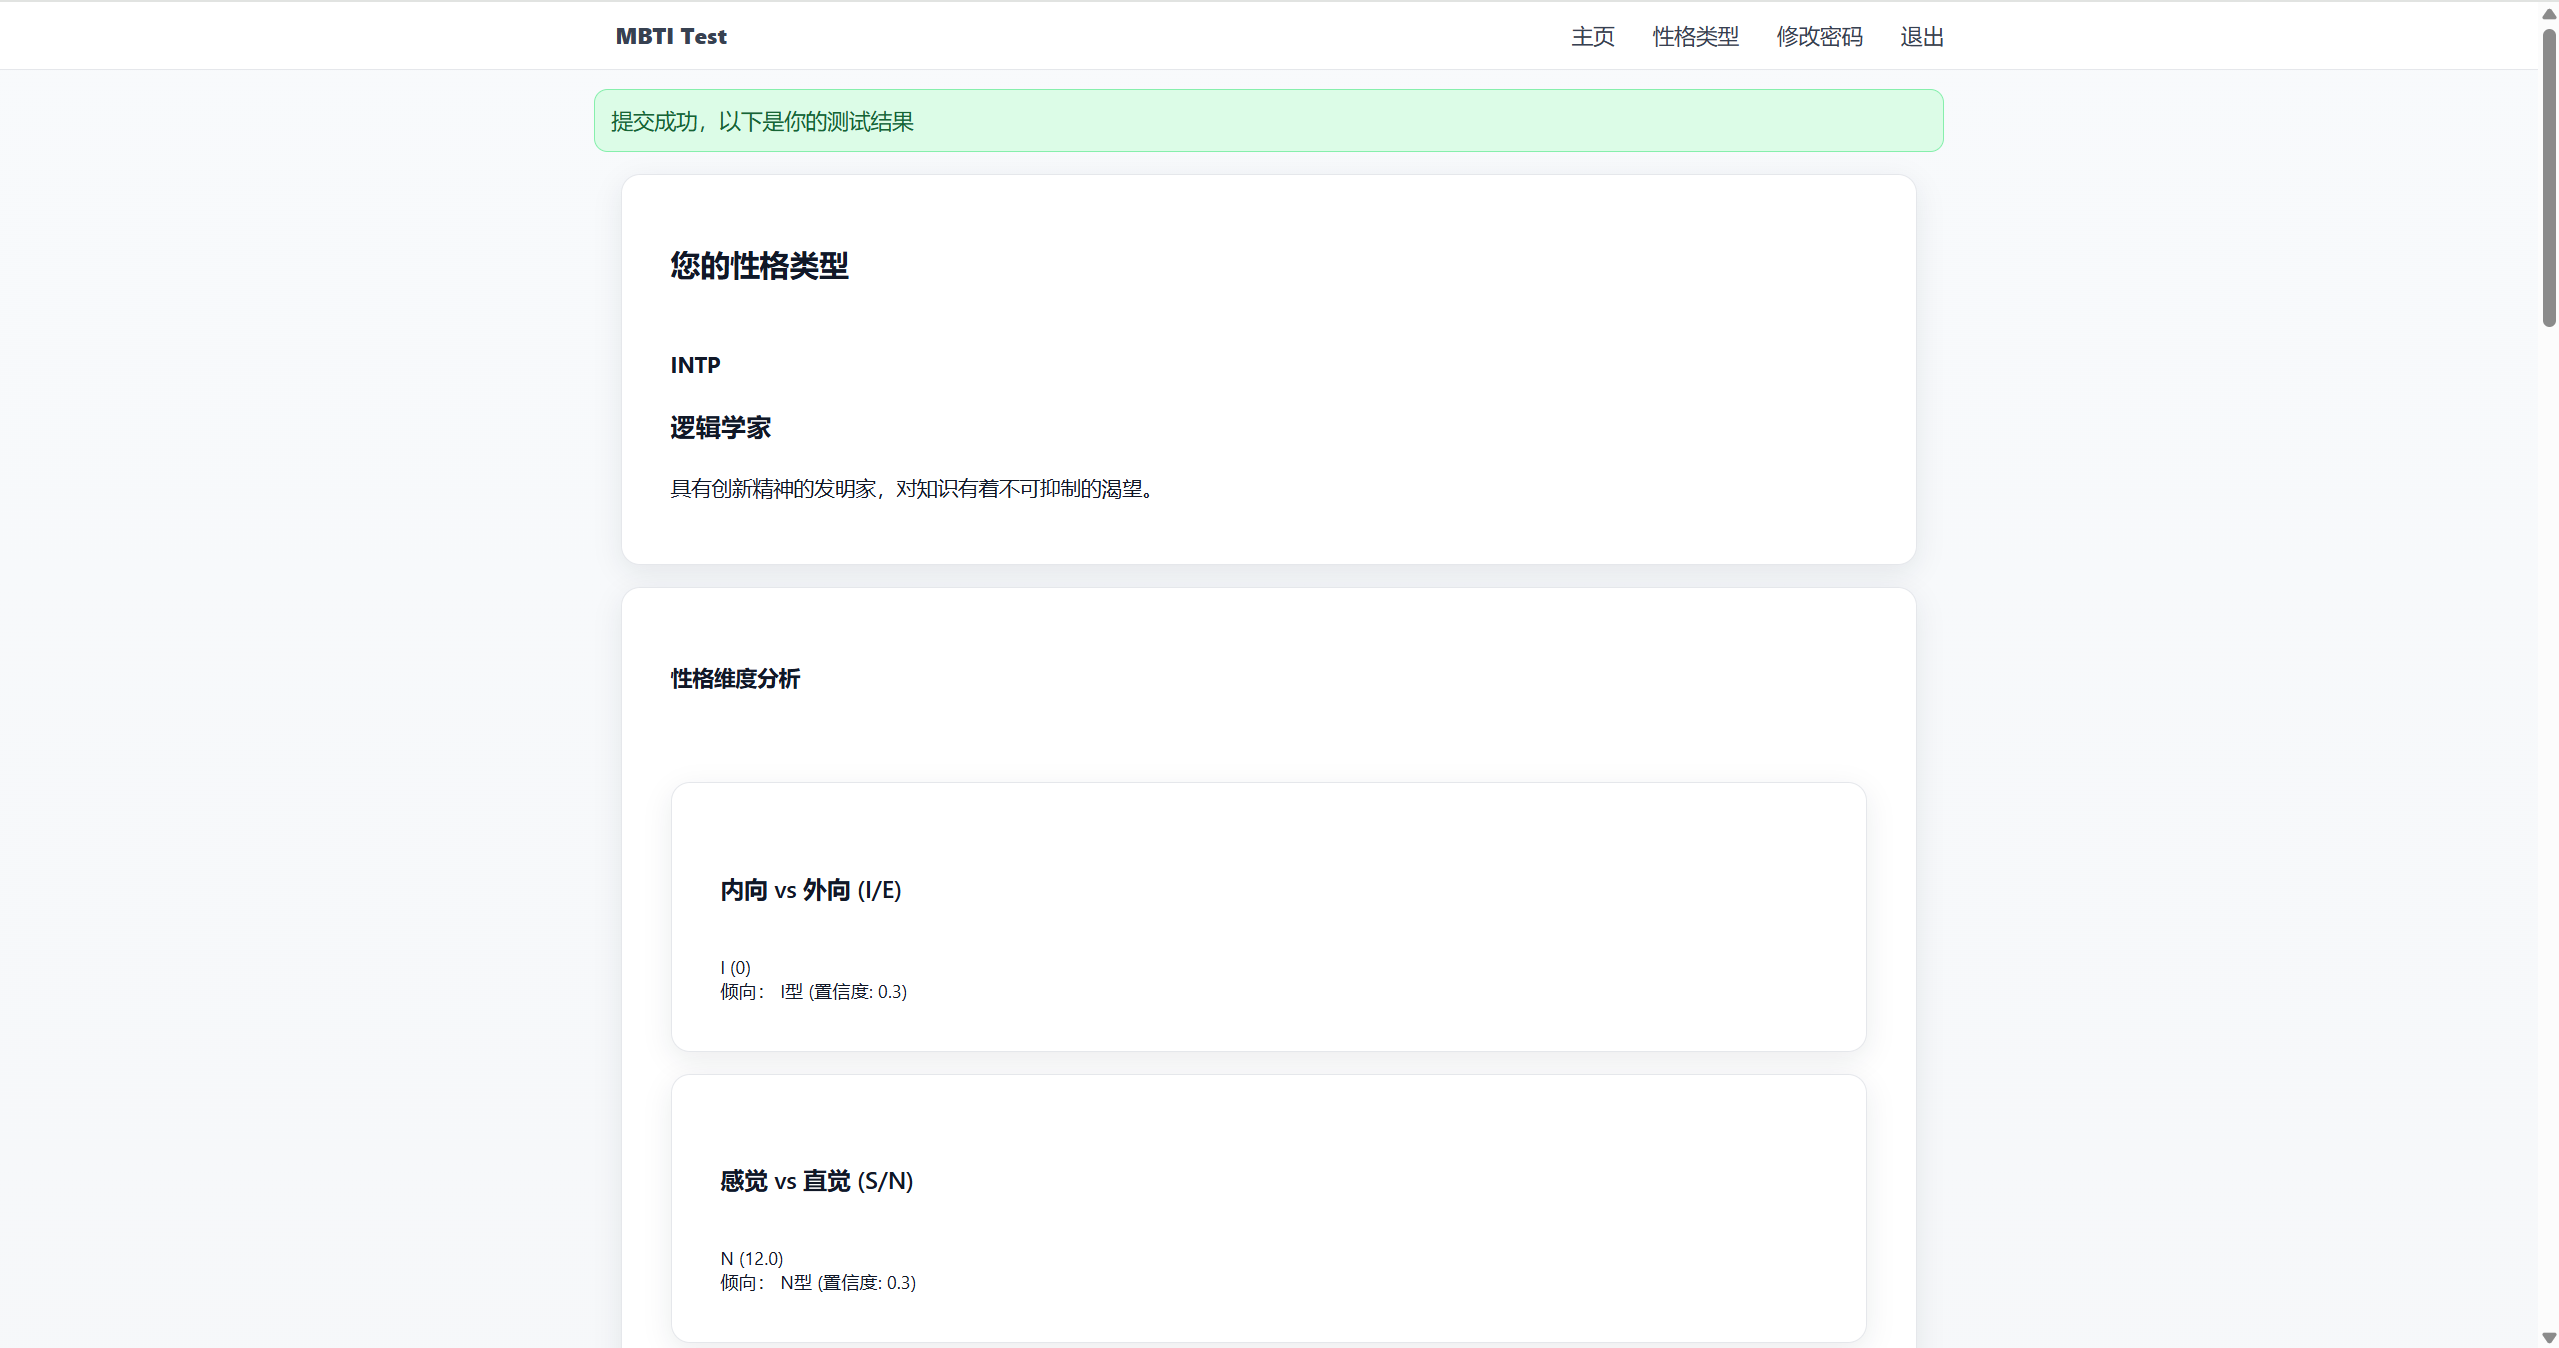 MBTI Test
主页 性格类型 修改密码 退出
提交成功，以下是你的测试结果
您的性格类型
INTP
逻辑学家
具有创新精神的发明家，对知识有着不可抑制的渴望。
性格维度分析
内向 vs 外向 (I/E)
I (0)
倾向： I型 (置信度: 0.3)
感觉 vs 直觉 (S/N)
N (12.0)
倾向： N型 (置信度: 0.3)